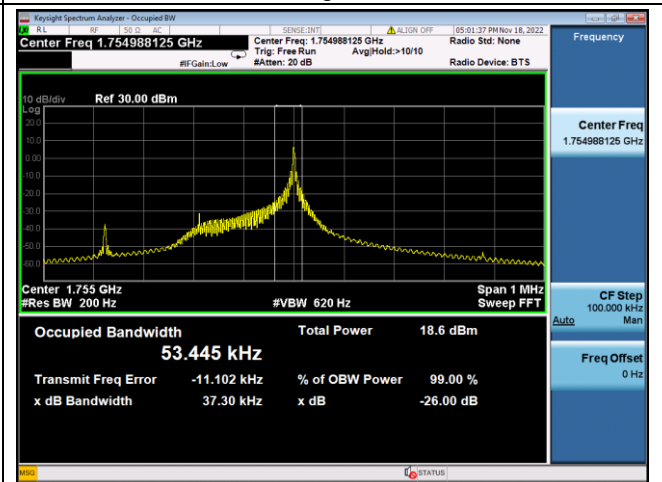 Keysight Spectrum Analyzer - Occupied BW
RL RF 50 Ω AC SENSE:INT ALIGN OFF 05:01:37 PM Nov 18, 2022
Center Freq 1.754988125 GHz Center Freq: 1.754988125 GHz Radio Std: None Frequency
Trig: Free Run Avg|Hold:>10/10
#IFGain:Low #Atten: 20 dB Radio Device: BTS
10 dB/div Ref 30.00 dBm
Log
20.0
10.0
0.00
-10.0
-20.0
-30.0
-40.0
-50.0
-60.0
Center Freq
1.754988125 GHz
Center 1.755 GHz Span 1 MHz
#Res BW 200 Hz #VBW 620 Hz Sweep FFT
CF Step
100.000 kHz
Auto Man
Occupied Bandwidth Total Power 18.6 dBm
53.445 kHz
Freq Offset
0 Hz
Transmit Freq Error -11.102 kHz % of OBW Power 99.00 %
x dB Bandwidth 37.30 kHz x dB -26.00 dB
MSG STATUS